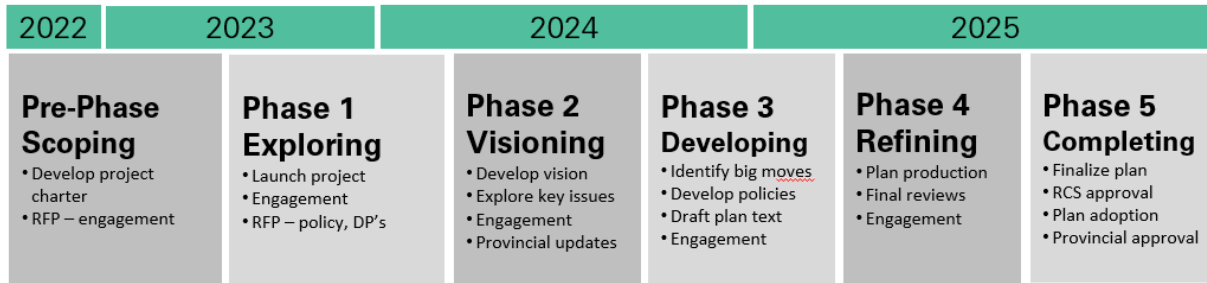 2022
2023
2024
2025
Pre-Phase
Scoping
• Develop project
charter
• RFP – engagement
Phase 1
Exploring
• Launch project
• Engagement
• RFP – policy, DP's
Phase 2
Visioning
• Develop vision
• Explore key issues
• Engagement
• Provincial updates
Phase 3
Developing
• Identify big moves
• Develop policies
• Draft plan text
• Engagement
Phase 4
Refining
• Plan production
• Final reviews
• Engagement
Phase 5
Completing
• Finalize plan
• RCS approval
• Plan adoption
• Provincial approval